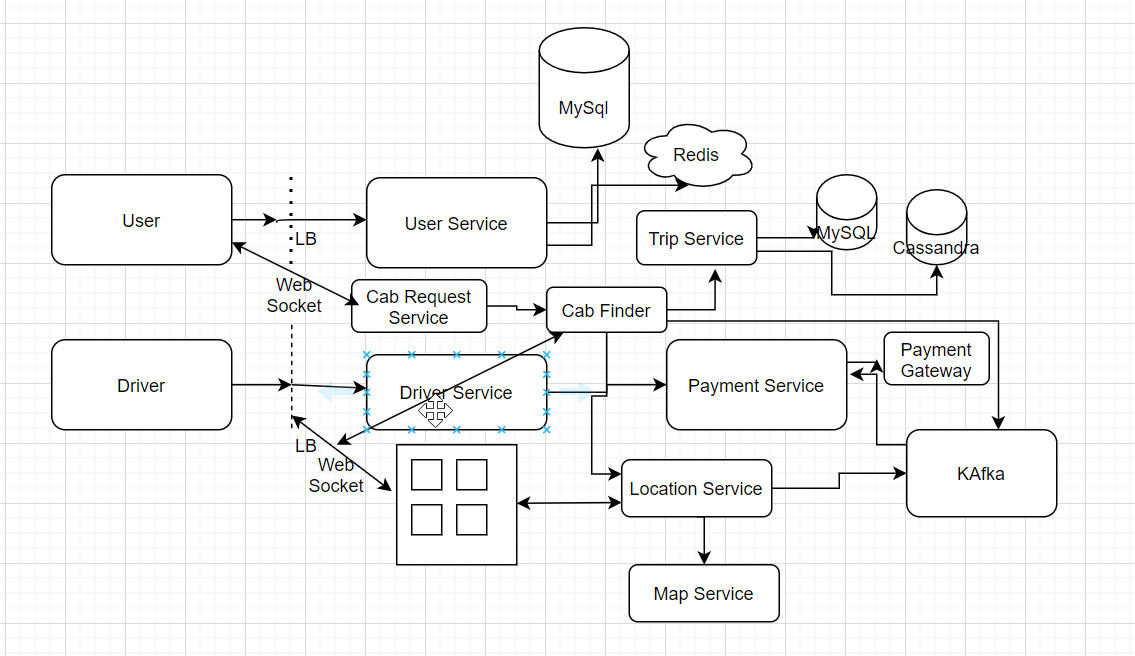 MySql
Redis
User
User Service
LB
Trip Service
MySQL
Cassandra
Web
Socket
Cab Request
Service
Cab Finder
Driver
Driver Service
Payment Service
Payment
Gateway
LB
Web
Socket
Location Service
KAfka
Map Service